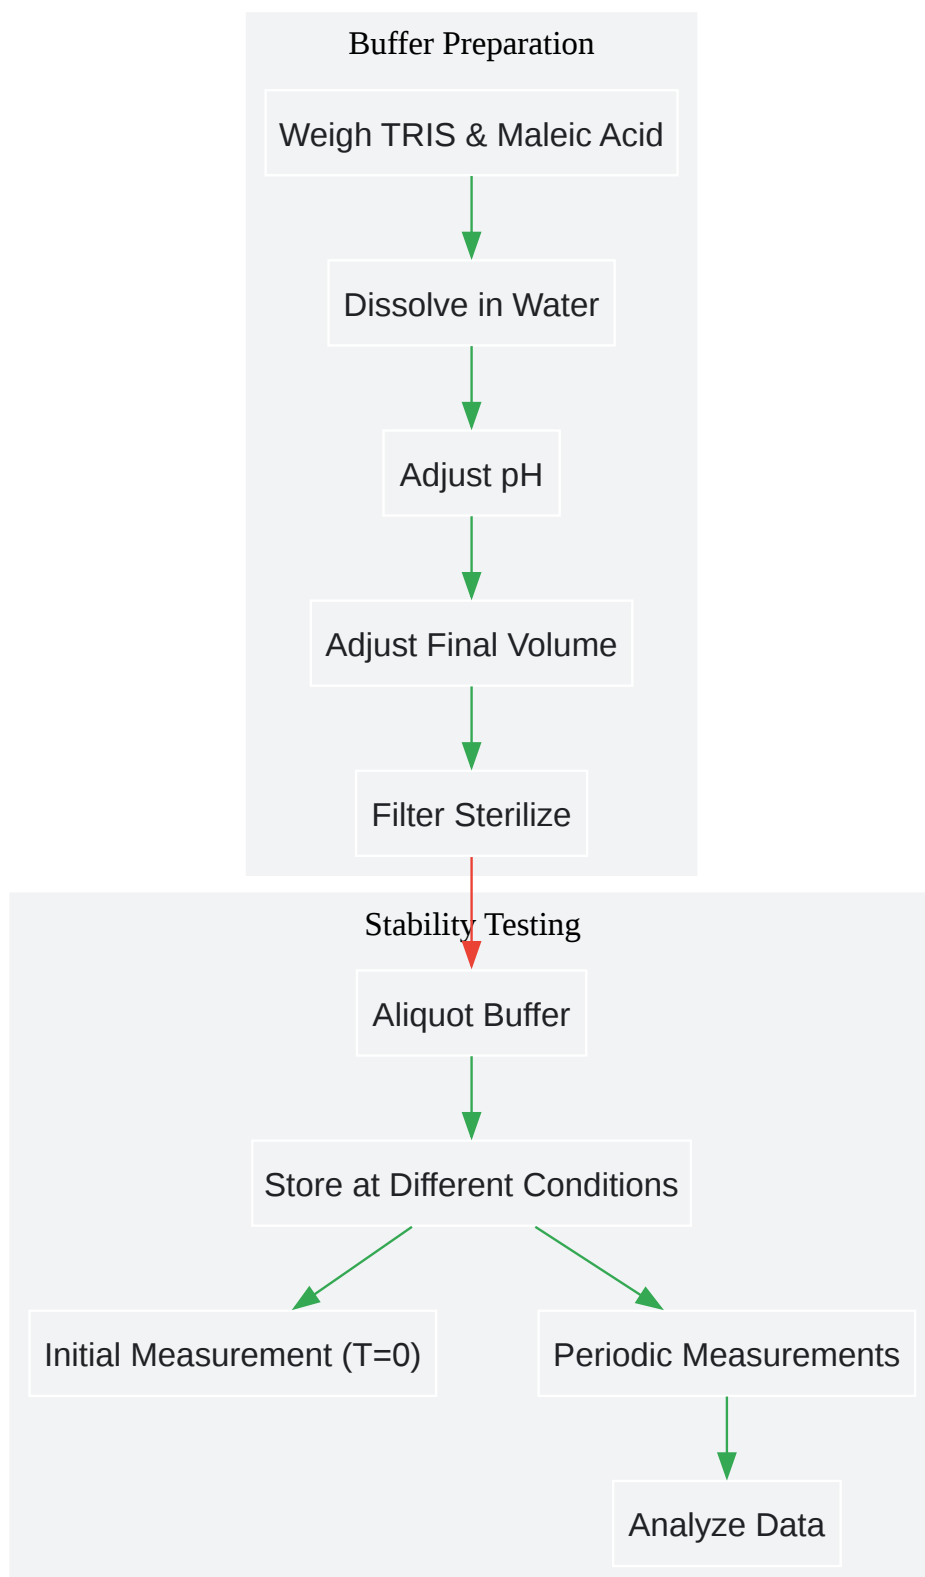 Buffer Preparation
Weigh TRIS & Maleic Acid
Dissolve in Water
Adjust pH
Adjust Final Volume
Filter Sterilize
Stability Testing
Aliquot Buffer
Store at Different Conditions
Initial Measurement (T=0)
Periodic Measurements
Analyze Data